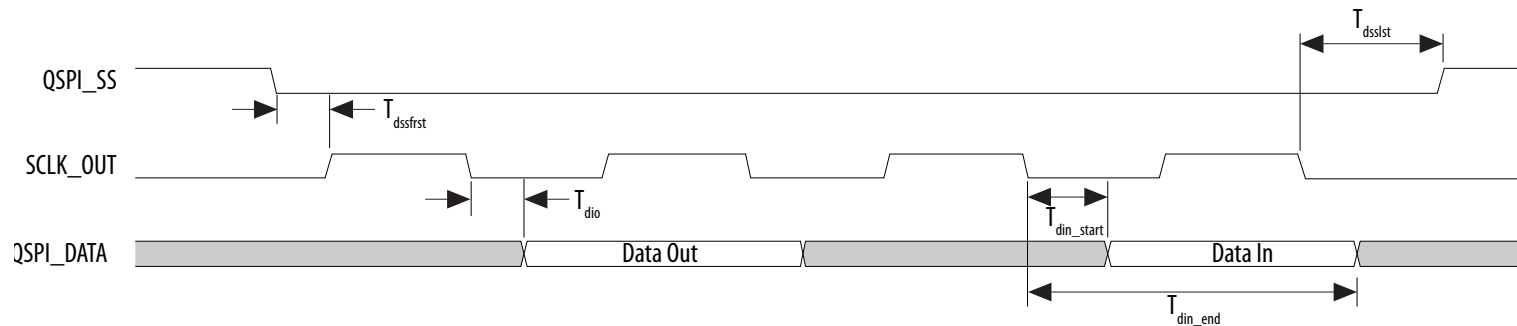 T_dsslst
QSPI_SS
T_dssfrst
SCLK_OUT
T_dio
T_din_start
QSPI_DATA Data Out Data In
T_din_end